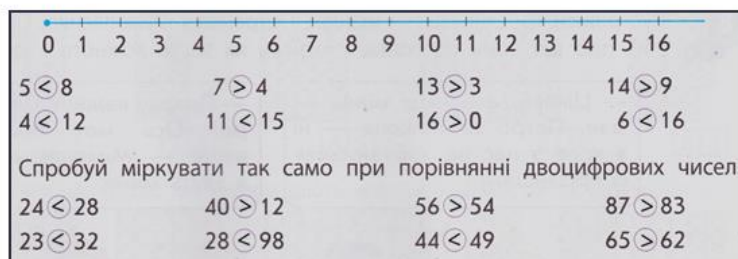 0 1 2 3 4 5 6 7 8 9 10 11 12 13 14 15 16
5 < 8 7 > 4 13 > 3 14 > 9
4 < 12 11 < 15 16 > 0 6 < 16
Спробуй міркувати так само при порівнянні двоцифрових чисел
24 < 28 40 > 12 56 > 54 87 > 83
23 < 32 28 < 98 44 < 49 65 > 62